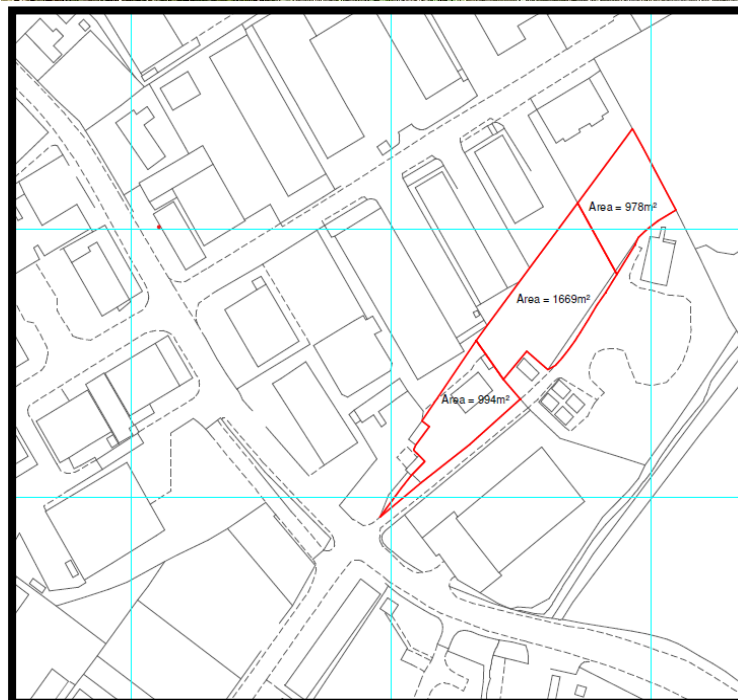 Area = 978m²
Area = 1669m²
Area = 994m²